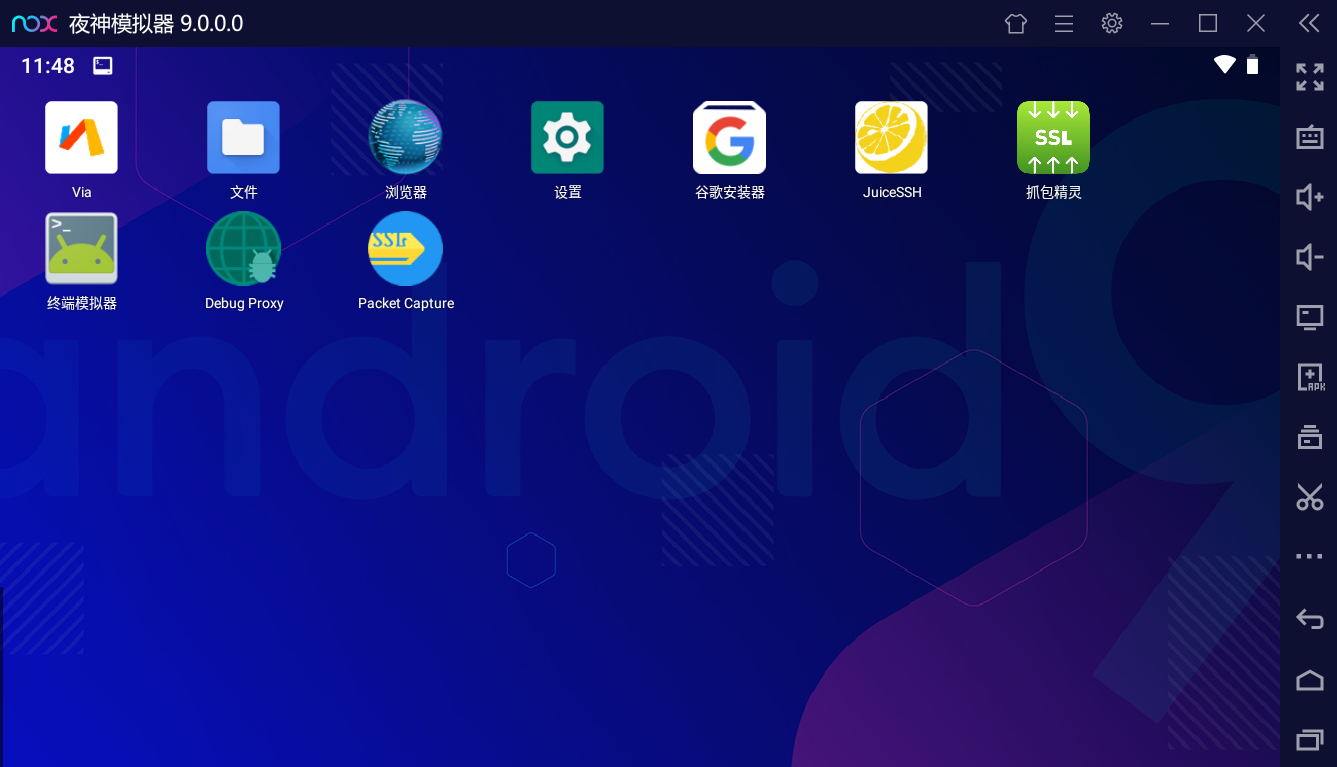 nox 夜神模拟器 9.0.0.0
11:48
SSL
Via
文件
浏览器
设置
谷歌安装器
JuiceSSH
抓包精灵
>_
SSL
终端模拟器
Debug Proxy
Packet Capture
android 9
APK